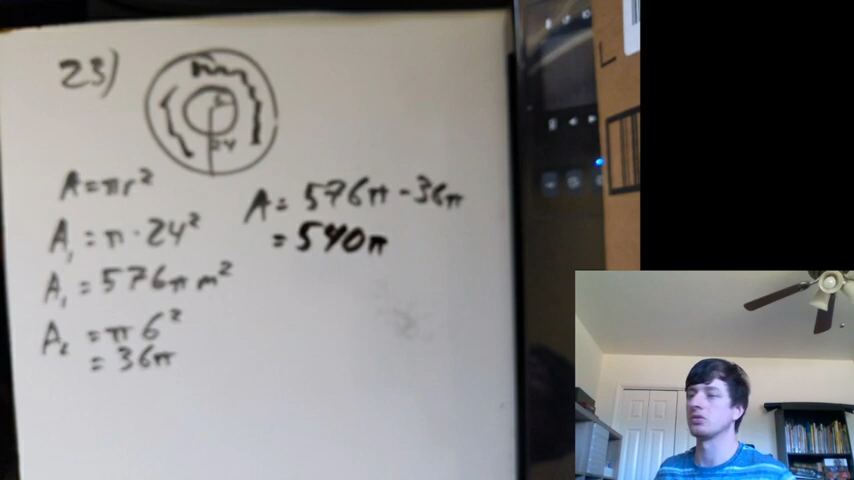 23)
24
A = πr²
A₁ = π · 24²
A₁ = 576π m²
A₂ = π 6²
= 36π
A = 576π - 36π
= 540π